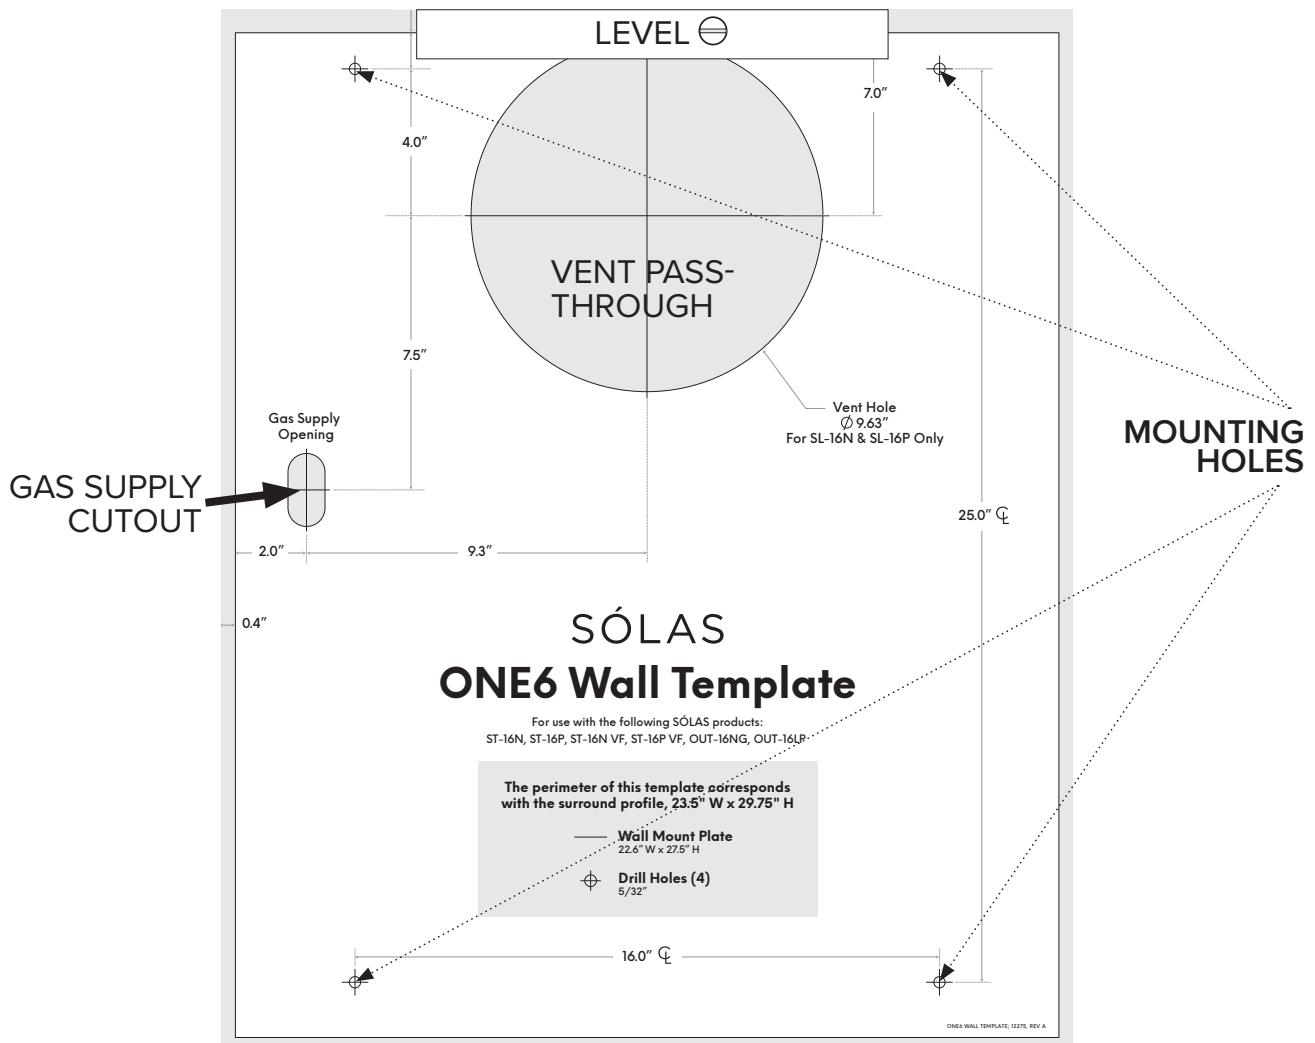 LEVEL
7.0"
4.0"
VENT PASS-
THROUGH
7.5"
Vent Hole
Ø 9.63"
For SL-16N & SL-16P Only
Gas Supply
Opening
MOUNTING
HOLES
GAS SUPPLY
CUTOUT
25.0" ℄
2.0"
9.3"
0.4"
SÓLAS
ONE6 Wall Template
For use with the following SÓLAS products:
ST-16N, ST-16P, ST-16N VF, ST-16P VF, OUT-16NG, OUT-16LP
The perimeter of this template corresponds
with the surround profile, 23.5" W x 29.75" H
Wall Mount Plate
22.6" W x 27.5" H
Drill Holes (4)
5/32"
16.0" ℄
ONE6 WALL TEMPLATE; 12275, REV A